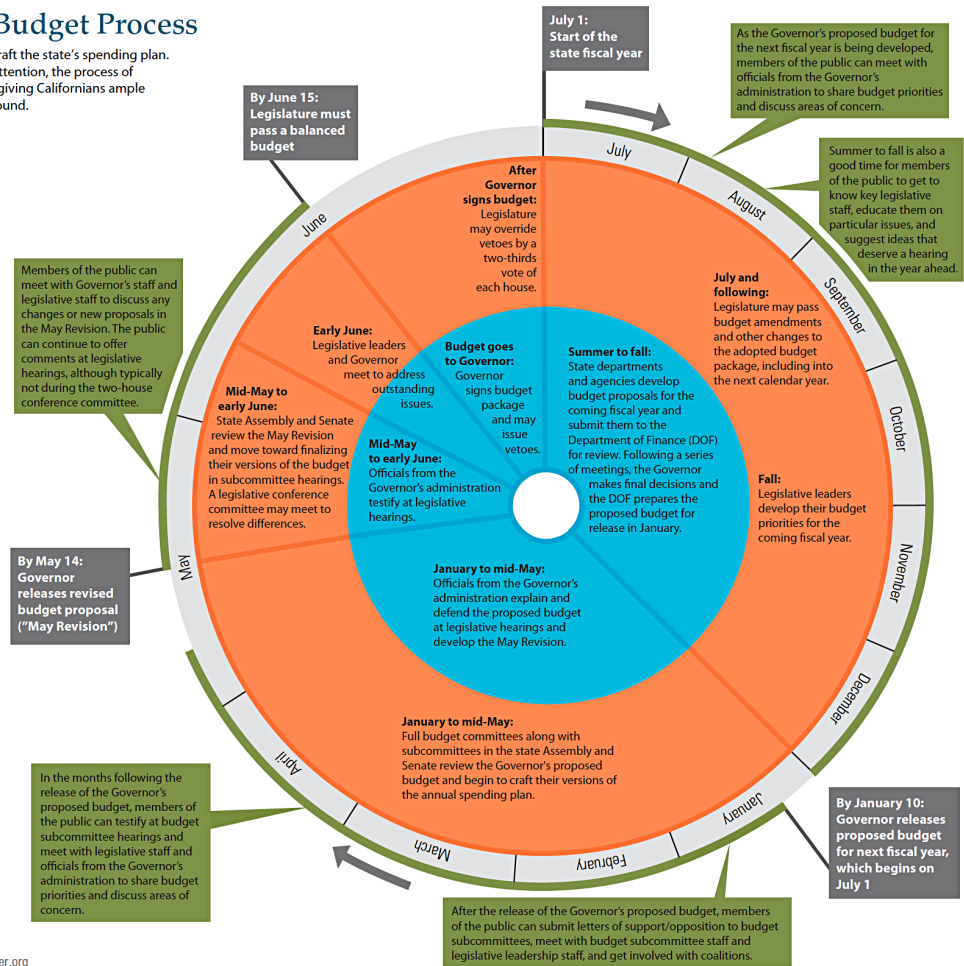 Budget Process
raft the state’s spending plan.
ttention, the process of
giving Californians ample
ound.
July 1:
Start of the
state fiscal year
As the Governor’s proposed budget for
the next fiscal year is being developed,
members of the public can meet with
officials from the Governor’s
administration to share budget priorities
and discuss areas of concern.
By June 15:
Legislature must
pass a balanced
budget
Summer to fall is also a
good time for members
of the public to get to
know key legislative
staff, educate them on
particular issues, and
suggest ideas that
deserve a hearing
in the year ahead.
July
August
September
October
November
December
January
February
March
April
May
June
After
Governor
signs budget:
Legislature
may override
vetoes by a
two-thirds
vote of
each house.
July and
following:
Legislature may pass
budget amendments
and other changes to
the adopted budget
package, including into
the next calendar year.
Members of the public can
meet with Governor’s staff and
legislative staff to discuss any
changes or new proposals in
the May Revision. The public
can continue to offer
comments at legislative
hearings, although typically
not during the two-house
conference committee.
Early June:
Legislative leaders
and Governor
meet to address
outstanding
issues.
Budget goes
to Governor:
Governor
signs budget
package
and may
issue
vetoes.
Summer to fall:
State departments
and agencies develop
budget proposals for the
coming fiscal year and
submit them to the
Department of Finance (DOF)
for review. Following a series
of meetings, the Governor
makes final decisions and
the DOF prepares the
proposed budget for
release in January.
Mid-May to
early June:
State Assembly and Senate
review the May Revision
and move toward finalizing
their versions of the budget
in subcommittee hearings.
A legislative conference
committee may meet to
resolve differences.
Mid-May
to early June:
Officials from the
Governor’s administration
testify at legislative
hearings.
Fall:
Legislative leaders
develop their budget
priorities for the
coming fiscal year.
By May 14:
Governor
releases revised
budget proposal
(“May Revision”)
January to mid-May:
Officials from the Governor’s
administration explain and
defend the proposed budget
at legislative hearings and
develop the May Revision.
January to mid-May:
Full budget committees along with
subcommittees in the state Assembly and
Senate review the Governor's proposed
budget and begin to craft their versions of
the annual spending plan.
In the months following the
release of the Governor’s
proposed budget, members of
the public can testify at budget
subcommittee hearings and
meet with legislative staff and
officials from the Governor’s
administration to share budget
priorities and discuss areas of
concern.
By January 10:
Governor releases
proposed budget
for next fiscal year,
which begins on
July 1
After the release of the Governor’s proposed budget, members
of the public can submit letters of support/opposition to budget
subcommittees, meet with budget subcommittee staff and
legislative leadership staff, and get involved with coalitions.
er.org